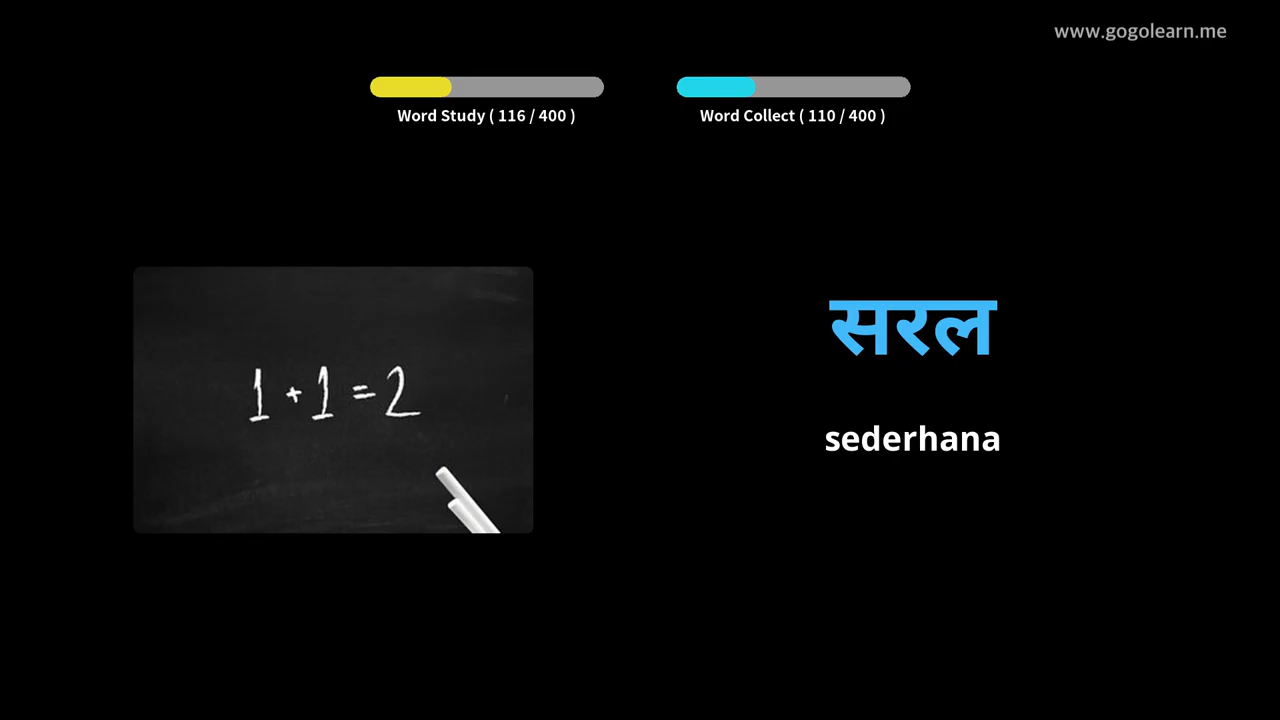 www.gogolearn.me
Word Study ( 116 / 400 )
Word Collect ( 110 / 400 )
सरल
1 + 1 = 2
sederhana